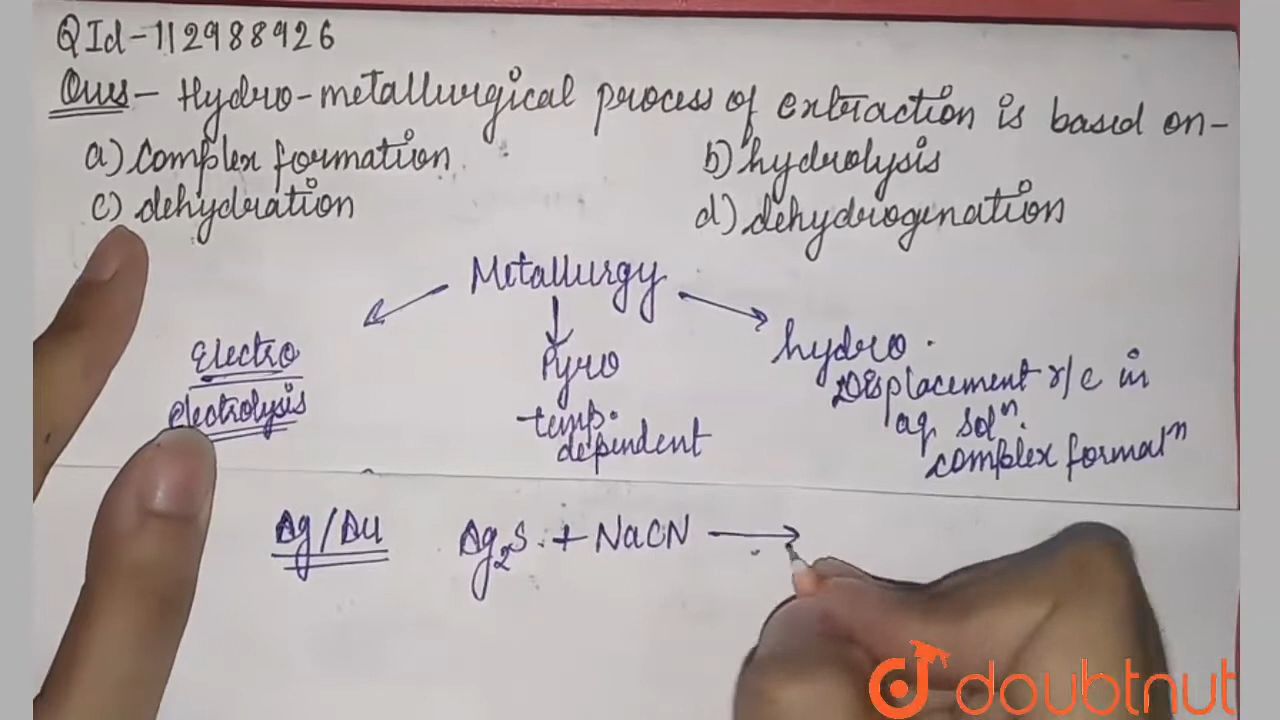 QId-112988926
Ques- Hydro-metallurgical process of extraction is based on-
a) complex formation
b) hydrolysis
c) dehydration
d) dehydrogenation
Metallurgy
Electro
electrolysis
Pyro
temp.
dependent
hydro.
Displacement r/c in
aq solⁿ.
complex formatⁿ
Ag/Au Ag₂S + NaCN ⟶
doubtnut